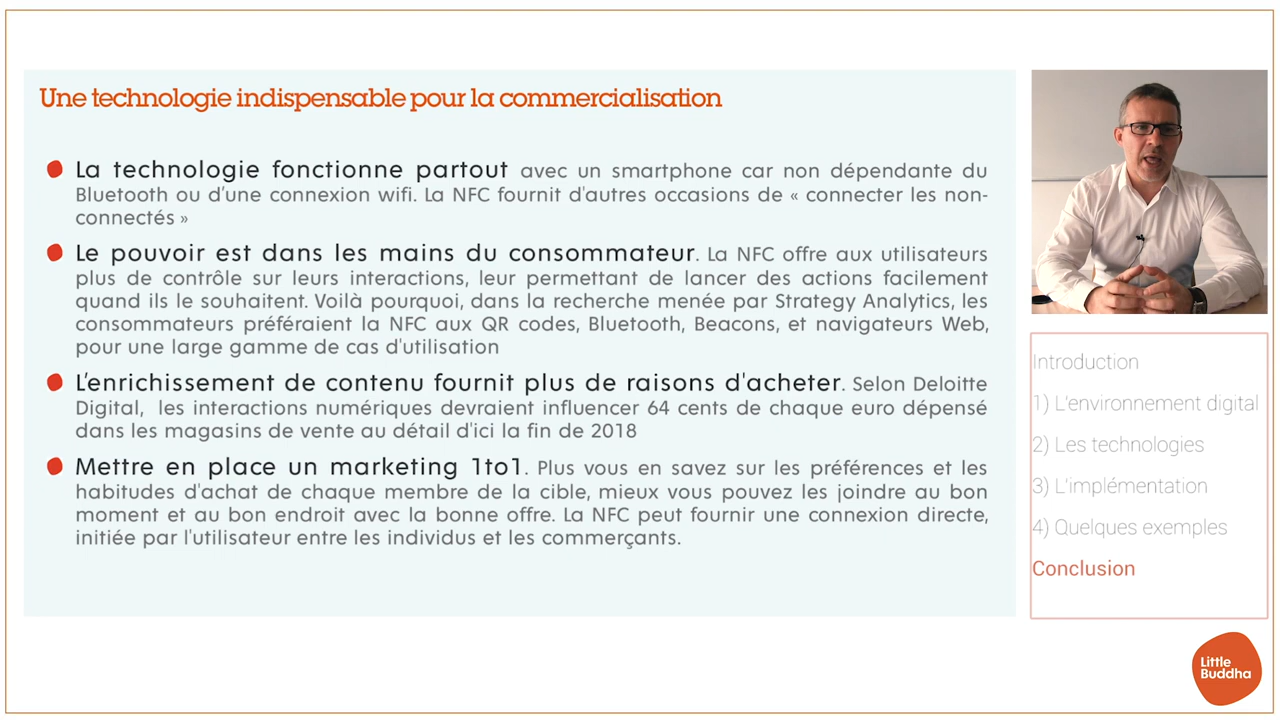 Une technologie indispensable pour la commercialisation
La technologie fonctionne partout avec un smartphone car non dépendante du
Bluetooth ou d'une connexion wifi. La NFC fournit d'autres occasions de « connecter les non-
connectés »
Le pouvoir est dans les mains du consommateur. La NFC offre aux utilisateurs
plus de contrôle sur leurs interactions, leur permettant de lancer des actions facilement
quand ils le souhaitent. Voilà pourquoi, dans la recherche menée par Strategy Analytics, les
consommateurs préféraient la NFC aux QR codes, Bluetooth, Beacons, et navigateurs Web,
pour une large gamme de cas d'utilisation
L'enrichissement de contenu fournit plus de raisons d'acheter. Selon Deloitte
Digital, les interactions numériques devraient influencer 64 cents de chaque euro dépensé
dans les magasins de vente au détail d'ici la fin de 2018
Mettre en place un marketing 1to1. Plus vous en savez sur les préférences et les
habitudes d'achat de chaque membre de la cible, mieux vous pouvez les joindre au bon
moment et au bon endroit avec la bonne offre. La NFC peut fournir une connexion directe,
initiée par l'utilisateur entre les individus et les commerçants.
Introduction
1) L'environnement digital
2) Les technologies
3) L'implémentation
4) Quelques exemples
Conclusion
Little
Buddha